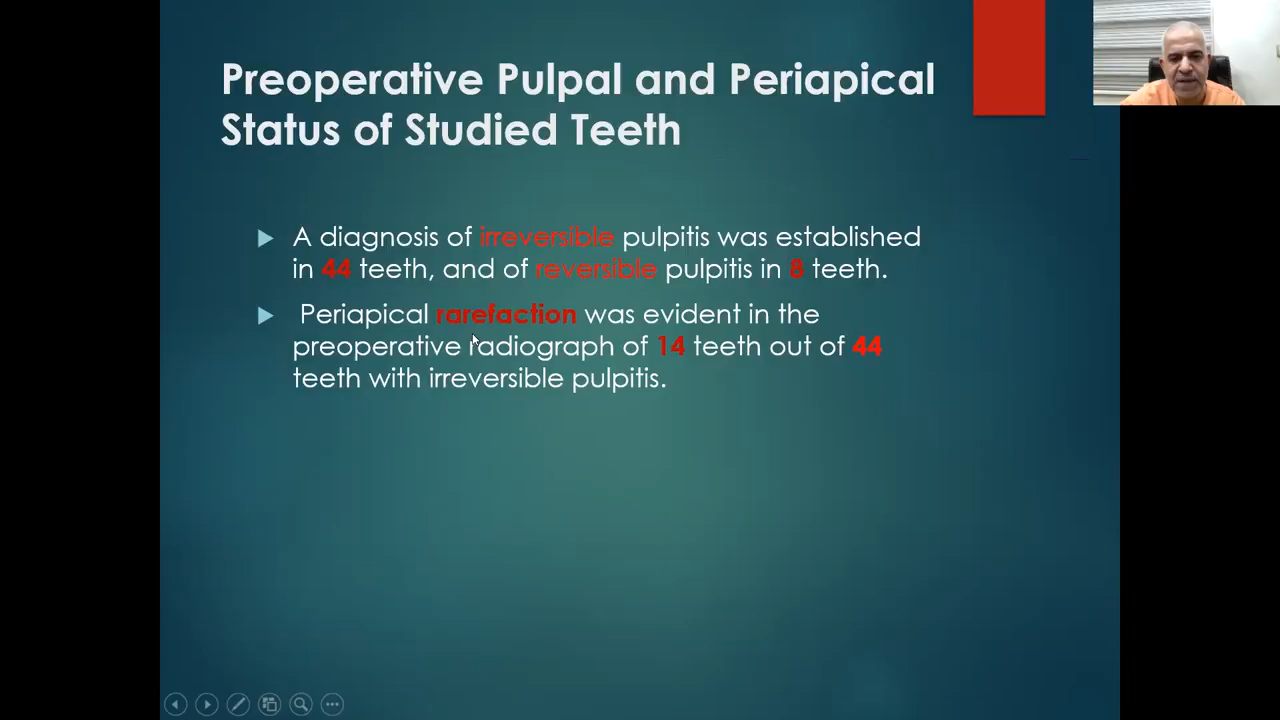 Preoperative Pulpal and Periapical
Status of Studied Teeth
A diagnosis of irreversible pulpitis was established
in 44 teeth, and of reversible pulpitis in 8 teeth.
Periapical rarefaction was evident in the
preoperative radiograph of 14 teeth out of 44
teeth with irreversible pulpitis.